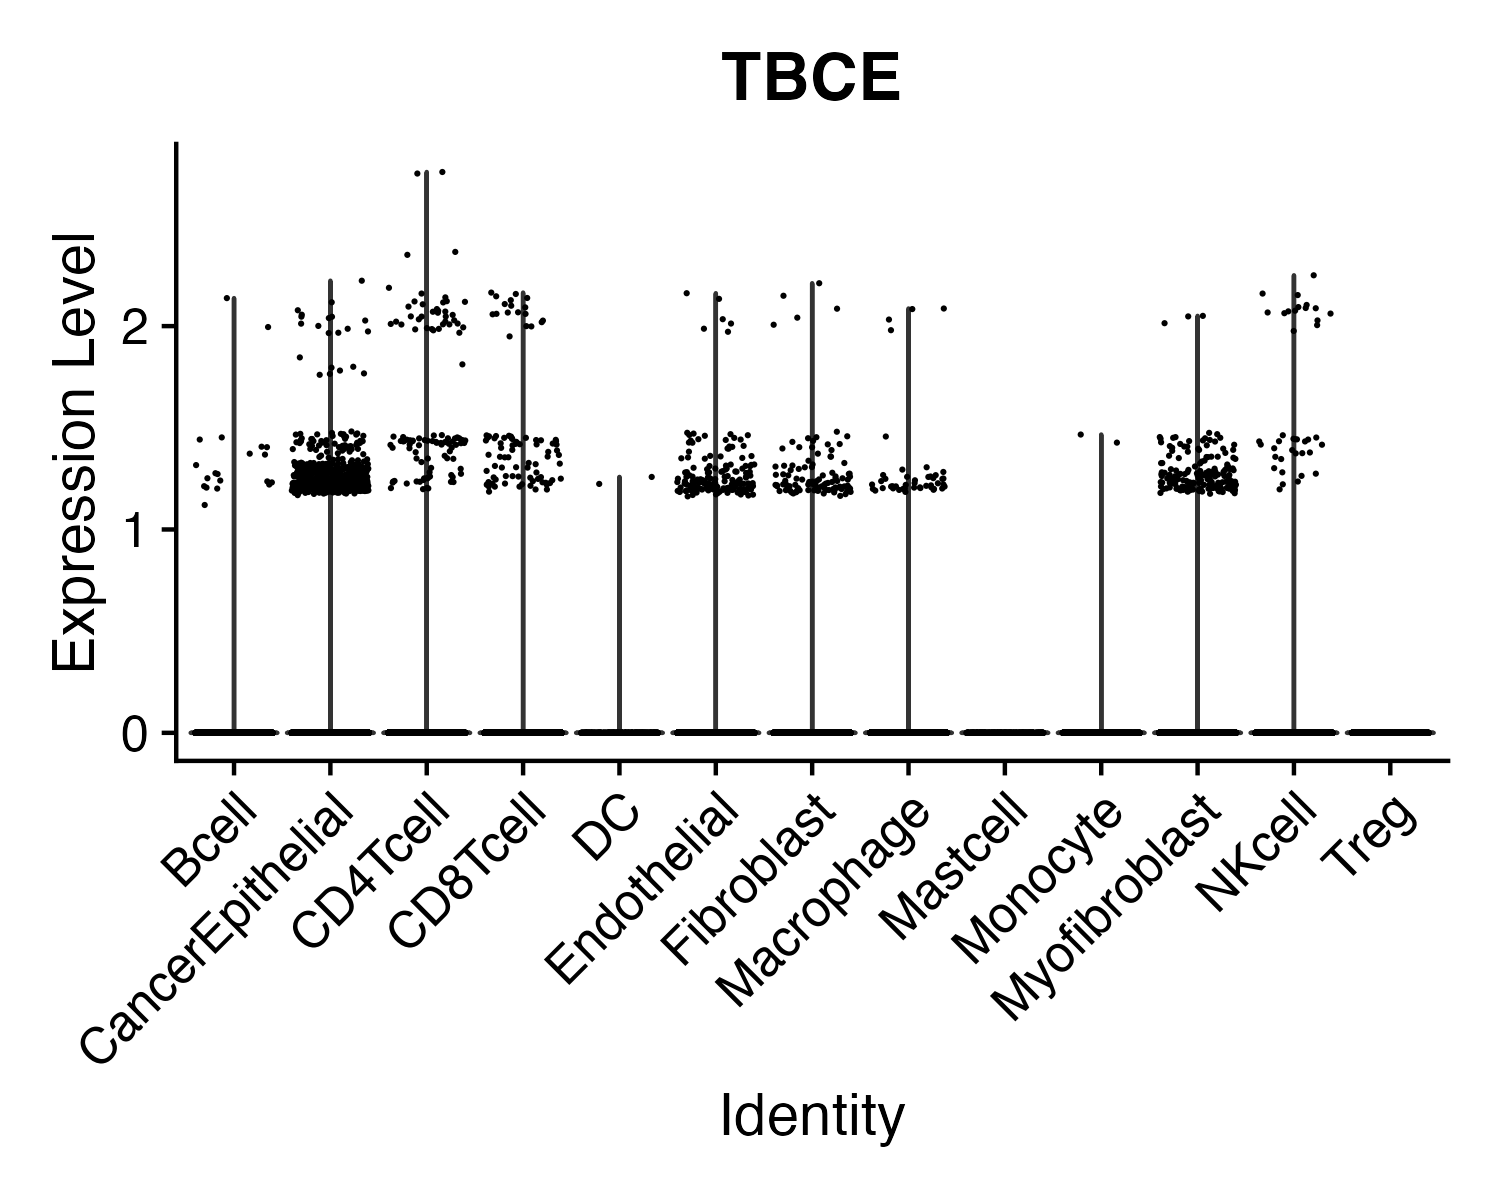 TBCE
Expression Level
2
1
0
Bcell
CancerEpithelial
CD4Tcell
CD8Tcell
DC
Endothelial
Fibroblast
Macrophage
Mastcell
Monocyte
Myofibroblast
NKcell
Treg
Identity